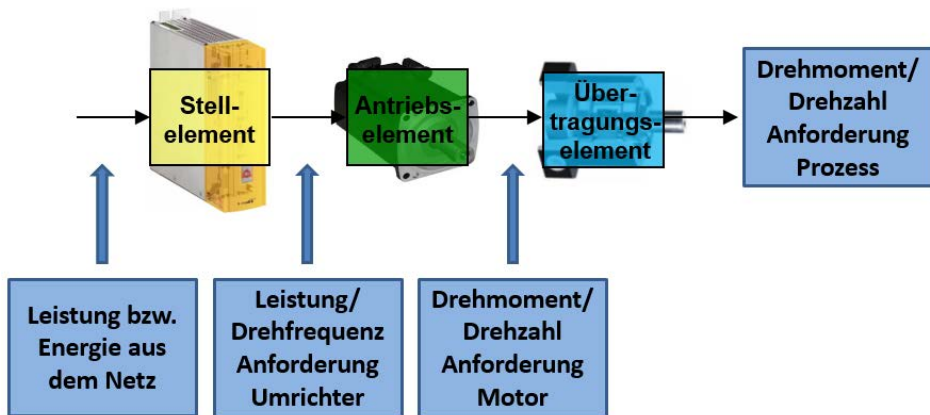 Stell-
element
Antriebs-
element
Über-
tragungs-
element
Drehmoment/
Drehzahl
Anforderung
Prozess
Leistung bzw.
Energie aus
dem Netz
Leistung/
Drehfrequenz
Anforderung
Umrichter
Drehmoment/
Drehzahl
Anforderung
Motor